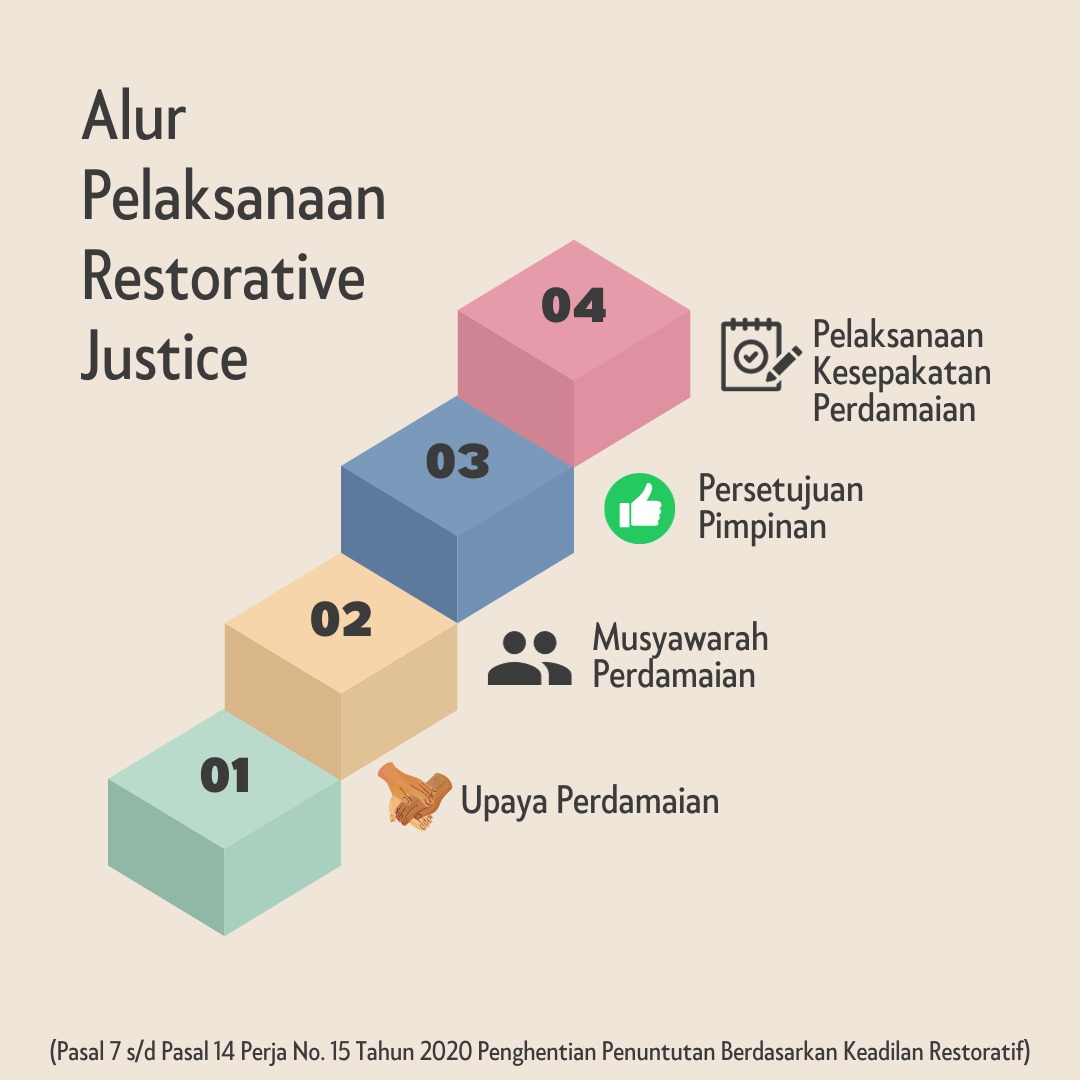 Alur
Pelaksanaan
Restorative
Justice
04
Pelaksanaan
Kesepakatan
Perdamaian
03
Persetujuan
Pimpinan
02
Musyawarah
Perdamaian
01
Upaya Perdamaian
(Pasal 7 s/d Pasal 14 Perja No. 15 Tahun 2020 Penghentian Penuntutan Berdasarkan Keadilan Restoratif)